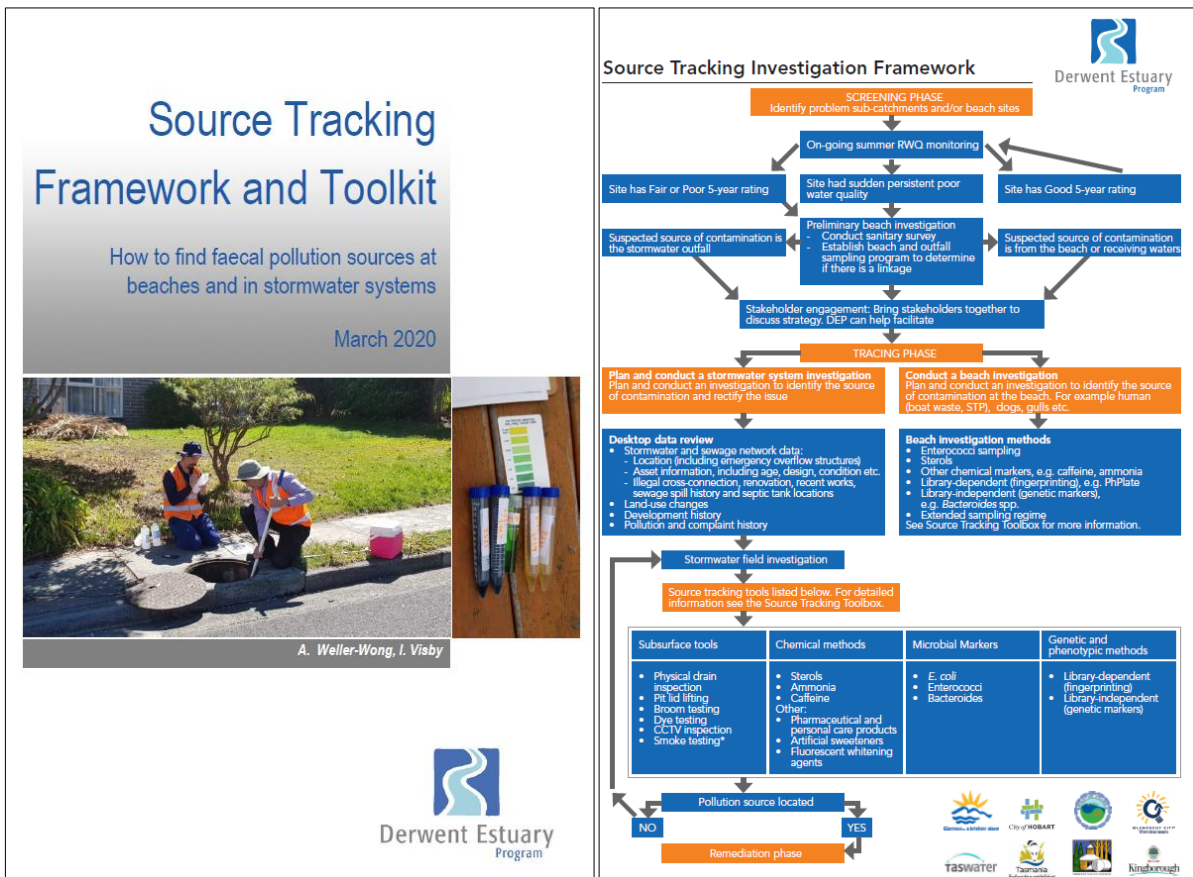 Source Tracking
Framework and Toolkit
How to find faecal pollution sources at
beaches and in stormwater systems
March 2020
A. Weller-Wong, I. Visby
Derwent Estuary
Program
Derwent Estuary
Program
Source Tracking Investigation Framework
SCREENING PHASE
Identify problem sub-catchments and/or beach sites
On-going summer RWQ monitoring
Site has Fair or Poor 5-year rating
Site had sudden persistent poor
water quality
Site has Good 5-year rating
Suspected source of contamination is
the stormwater outfall
Preliminary beach investigation
- Conduct sanitary survey
- Establish beach and outfall
sampling program to determine
if there is a linkage
Suspected source of contamination
is from the beach or receiving waters
Stakeholder engagement: Bring stakeholders together to
discuss strategy. DEP can help facilitate
TRACING PHASE
Plan and conduct a stormwater system investigation
Plan and conduct an investigation to identify the source
of contamination and rectify the issue
Conduct a beach investigation
Plan and conduct an investigation to identify the source
of contamination at the beach. For example human
(boat waste, STP), dogs, gulls etc.
Desktop data review
• Stormwater and sewage network data:
- Location (including emergency overflow structures)
- Asset information, including age, design, condition etc.
- Illegal cross-connection, renovation, recent works,
sewage spill history and septic tank locations
• Land-use changes
• Development history
• Pollution and complaint history
Beach investigation methods
• Enterococci sampling
• Sterols
• Other chemical markers, e.g. caffeine, ammonia
• Library-dependent (fingerprinting), e.g. PhPlate
• Library-independent (genetic markers),
e.g. Bacteroides spp.
• Extended sampling regime
See Source Tracking Toolbox for more information.
Stormwater field investigation
Source tracking tools listed below. For detailed
information see the Source Tracking Toolbox.
Subsurface tools
• Physical drain
inspection
• Pit lid lifting
• Broom testing
• Dye testing
• CCTV inspection
• Smoke testing*
Chemical methods
• Sterols
• Ammonia
• Caffeine
Other:
• Pharmaceutical and
personal care products
• Artificial sweeteners
• Fluorescent whitening
agents
Microbial Markers
• E. coli
• Enterococci
• Bacteroides
Genetic and
phenotypic methods
• Library-dependent
(fingerprinting)
• Library-independent
(genetic markers)
Pollution source located
NO
YES
Remediation phase
City of HOBART
TASWATER
Tasmania
Kingborough